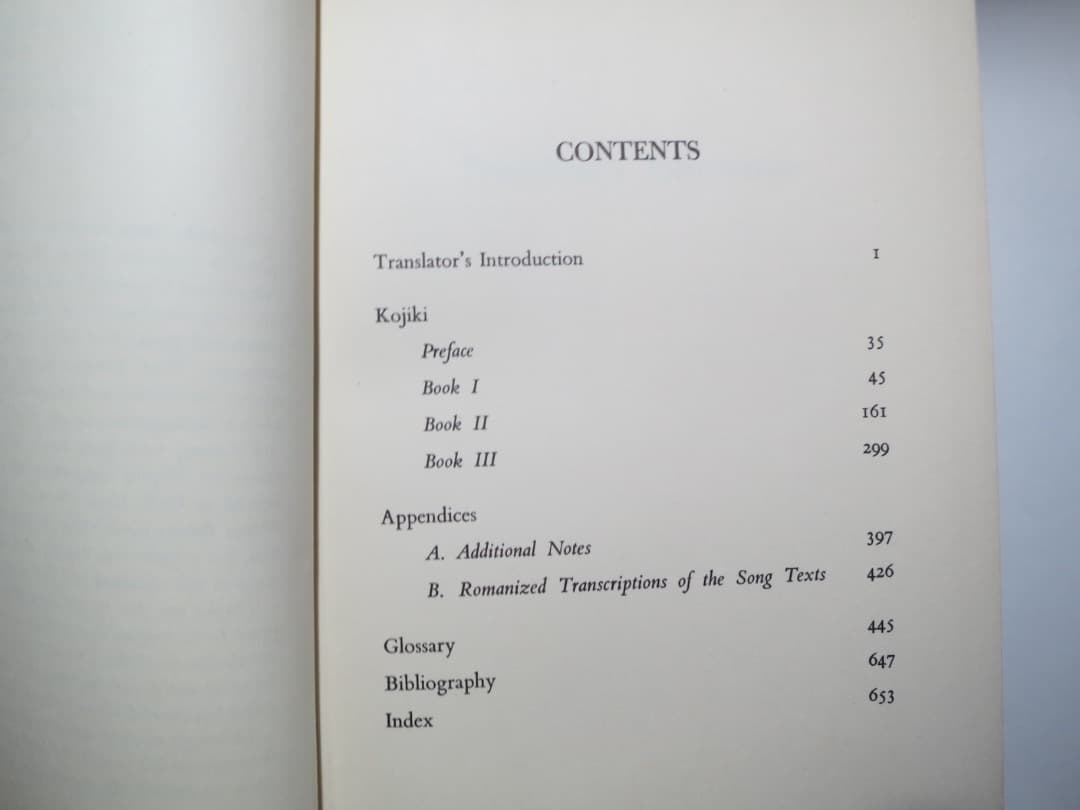 CONTENTS
Translator's Introduction 1
Kojiki
Preface 35
Book I 45
Book II 161
Book III 299
Appendices
A. Additional Notes 397
B. Romanized Transcriptions of the Song Texts 426
Glossary 445
Bibliography 647
Index 653